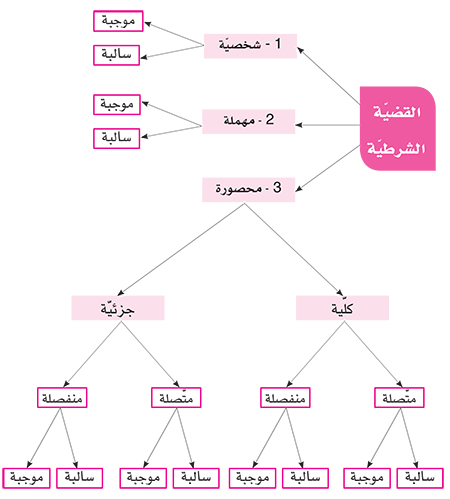 القضيّة
الشرطيّة
1 - شخصيّة
موجبة
سالبة
2 - مهملة
موجبة
سالبة
3 - محصورة
كلّية
جزئيّة
متّصلة
منفصلة
متّصلة
منفصلة
سالبة
موجبة
سالبة
موجبة
سالبة
موجبة
سالبة
موجبة